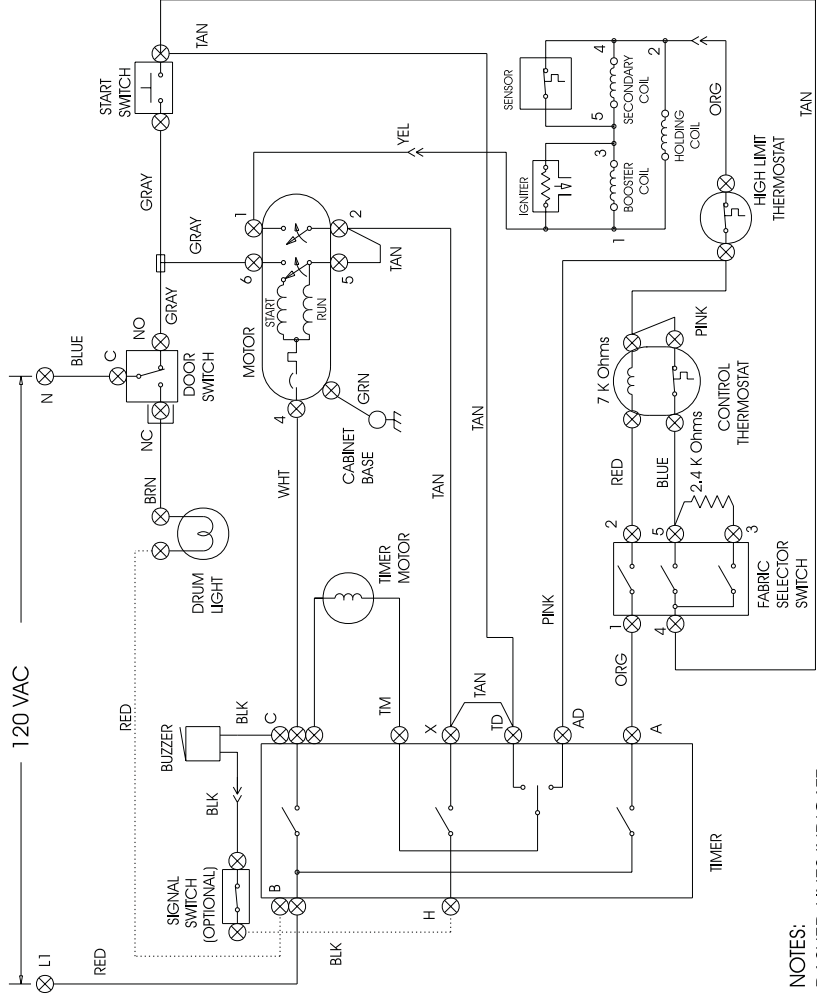 120 VAC
L1
N
RED
BLUE
C
DOOR
SWITCH
NO
NC
BRN
DRUM
LIGHT
RED
GRAY
GRAY
GRAY
START
SWITCH
TAN
SIGNAL
SWITCH
(OPTIONAL)
BLK
BLK
BLK
BUZZER
B
H
C
TM
X
TD
AD
A
TIMER
TIMER
MOTOR
WHT
4
MOTOR
START
RUN
6
1
5
2
TAN
CABINET
BASE
GRN
YEL
TAN
TAN
TAN
PINK
ORG
1
2
4
5
3
FABRIC
SELECTOR
SWITCH
RED
BLUE
2.4 K Ohms
7 K Ohms
CONTROL
THERMOSTAT
PINK
HIGH LIMIT
THERMOSTAT
ORG
TAN
IGNITER
SENSOR
1
3
5
4
2
BOOSTER
COIL
SECONDARY
COIL
HOLDING
COIL
NOTES: